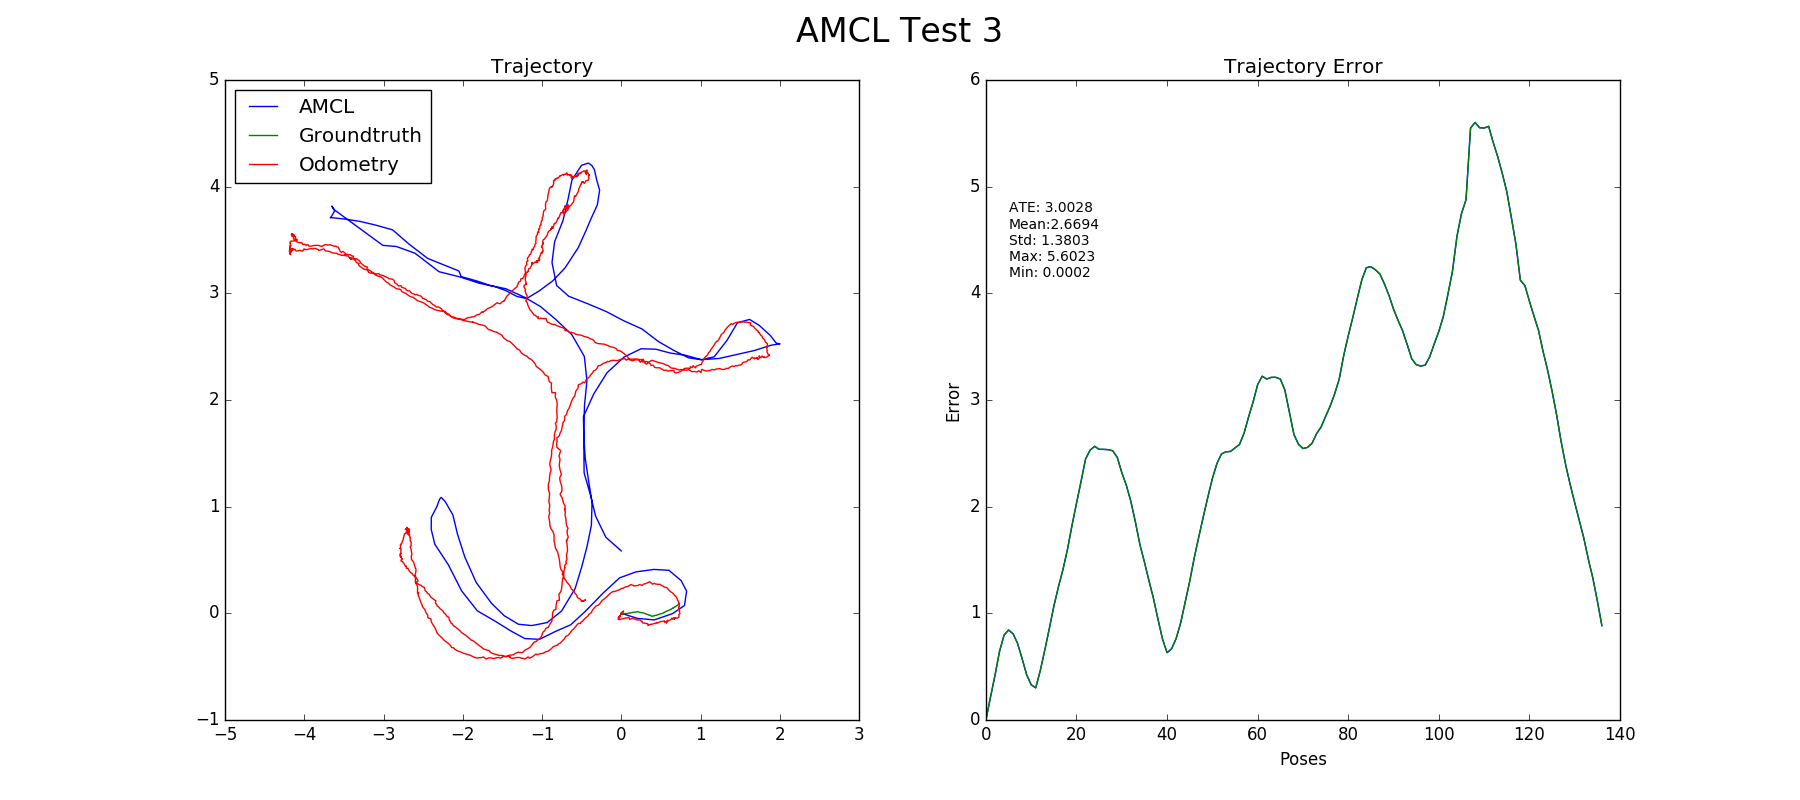 AMCL Test 3
Trajectory
5
4
3
2
1
0
−1
−5
−4
−3
−2
−1
0
1
2
3
AMCL
Groundtruth
Odometry
Trajectory Error
6
5
4
3
2
1
0
Error
ATE: 3.0028
Mean:2.6694
Std: 1.3803
Max: 5.6023
Min: 0.0002
0
20
40
60
80
100
120
140
Poses